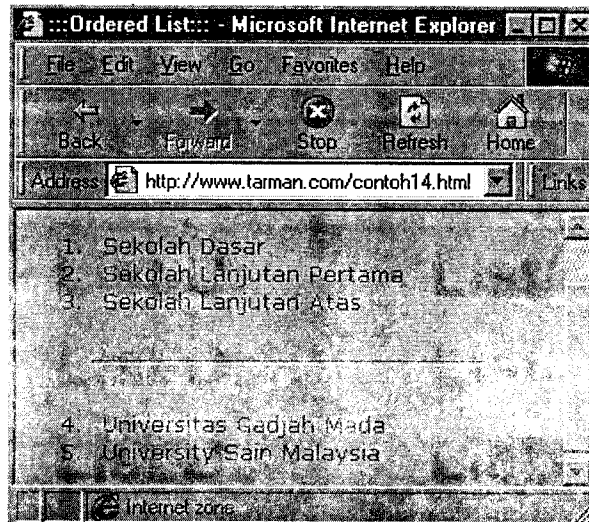 :::Ordered List::: - Microsoft Internet Explorer
File Edit View Go Favorites Help
Back Forward Stop Refresh Home
Address http://www.tarman.com/contoh14.html Links
1. Sekolah Dasar
2. Sekolah Lanjutan Pertama
3. Sekolah Lanjutan Atas
4. Universitas Gadjah Mada
5. University Sain Malaysia
Internet zone